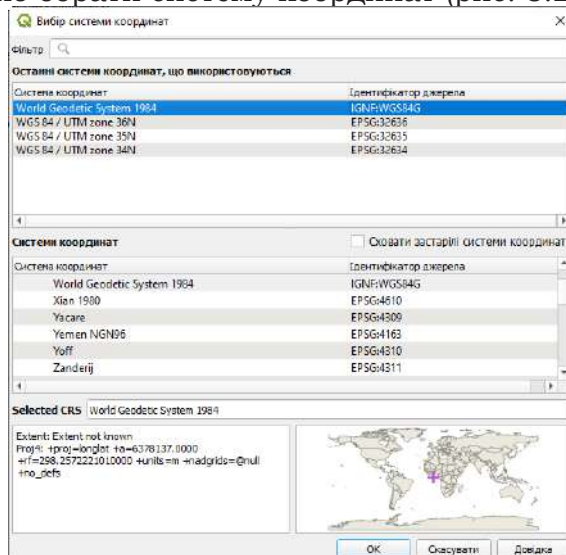 Вибір системи координат
Фільтр
Останні системи координат, що використовуються
Система координат Ідентифікатор джерела
World Geodetic System 1984 IGNF:WGS84G
WGS 84 / UTM zone 36N EPSG:32636
WGS 84 / UTM zone 35N EPSG:32635
WGS 84 / UTM zone 34N EPSG:32634
Системи координат Сховати застарілі системи координат
Система координат Ідентифікатор джерела
World Geodetic System 1984 IGNF:WGS84G
Xian 1980 EPSG:4610
Yacare EPSG:4309
Yemen NGN96 EPSG:4163
Yoff EPSG:4310
Zanderij EPSG:4311
Selected CRS World Geodetic System 1984
Extent: Extent not known
Proj4: +proj=longlat +a=6378137.0000
+rf=298.2572221010000 +units=m +nadgrids=@null
+no_defs
OK Скасувати Довідка